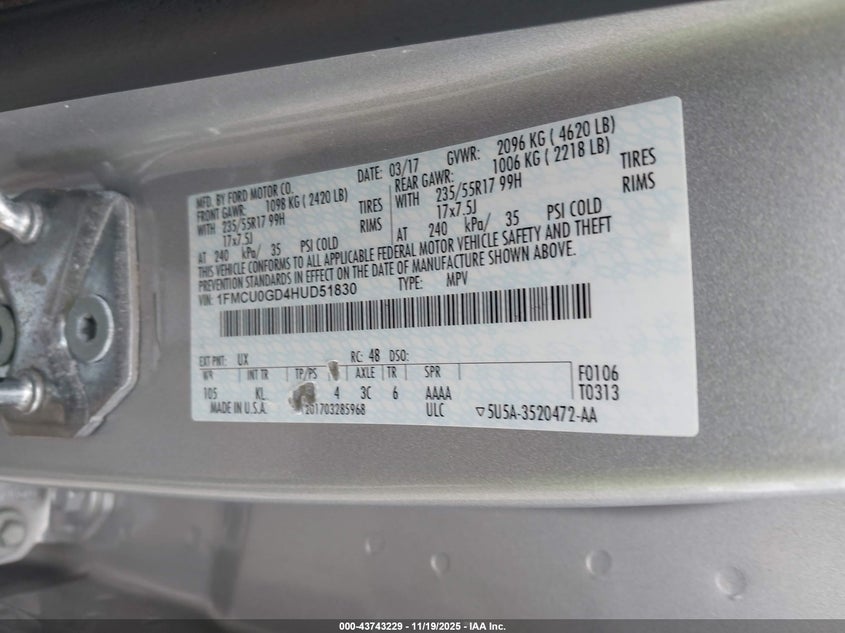 MFD. BY FORD MOTOR CO.
DATE: 03/17 GVWR: 2096 KG ( 4620 LB)
FRONT GAWR: 1098 KG ( 2420 LB) REAR GAWR: 1006 KG ( 2218 LB)
WITH 235/55R17 99H TIRES WITH 235/55R17 99H TIRES
17x7.5J RIMS 17x7.5J RIMS
AT 240 kPa/ 35 PSI COLD AT 240 kPa/ 35 PSI COLD
THIS VEHICLE CONFORMS TO ALL APPLICABLE FEDERAL MOTOR VEHICLE SAFETY AND THEFT
PREVENTION STANDARDS IN EFFECT ON THE DATE OF MANUFACTURE SHOWN ABOVE.
VIN: 1FMCU0GD4HUD51830 TYPE: MPV
EXT PNT: UX RC: 48 DSO:
WB INT TR TP/PS AXLE TR SPR F0106
105 KL 4 3C 6 AAAA T0313
MADE IN U.S.A. 201703285968 ULC ▽5U5A-3520472-AA
000-43743229 - 11/19/2025 - IAA Inc.